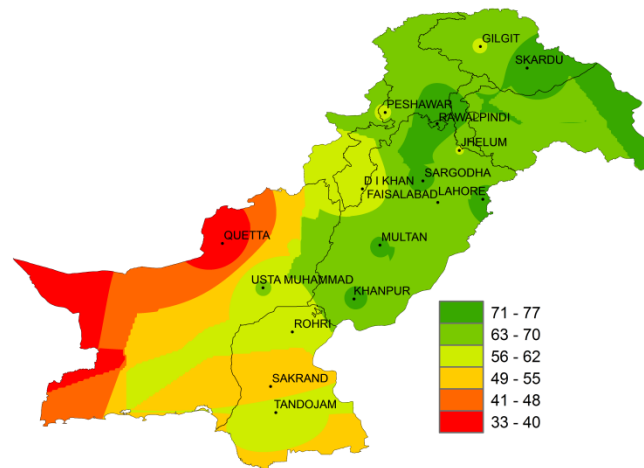 GILGIT
SKARDU
PESHAWAR
RAWALPINDI
JHELUM
SARGODHA
D I KHAN
FAISALABAD
LAHORE
QUETTA
MULTAN
USTA MUHAMMAD
KHANPUR
ROHRI
SAKRAND
TANDOJAM
71 - 77
63 - 70
56 - 62
49 - 55
41 - 48
33 - 40